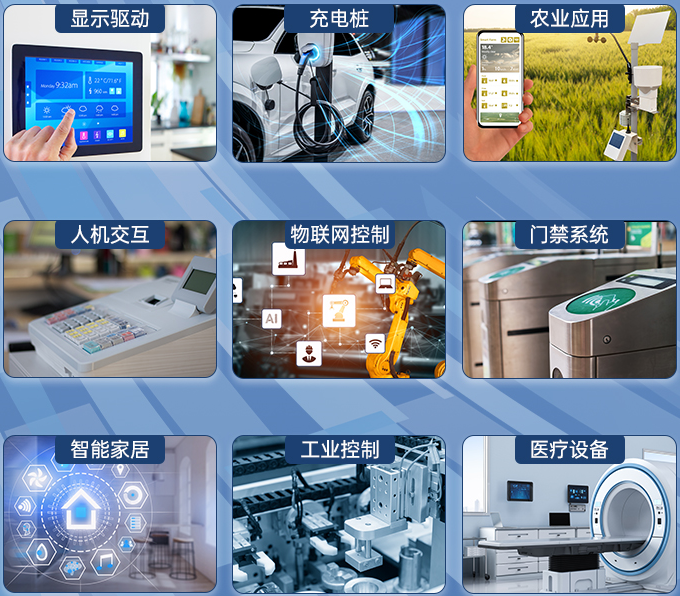 显示驱动
充电桩
农业应用
Monday 9:32am
人机交互
物联网控制
门禁系统
AI
智能家居
工业控制
医疗设备